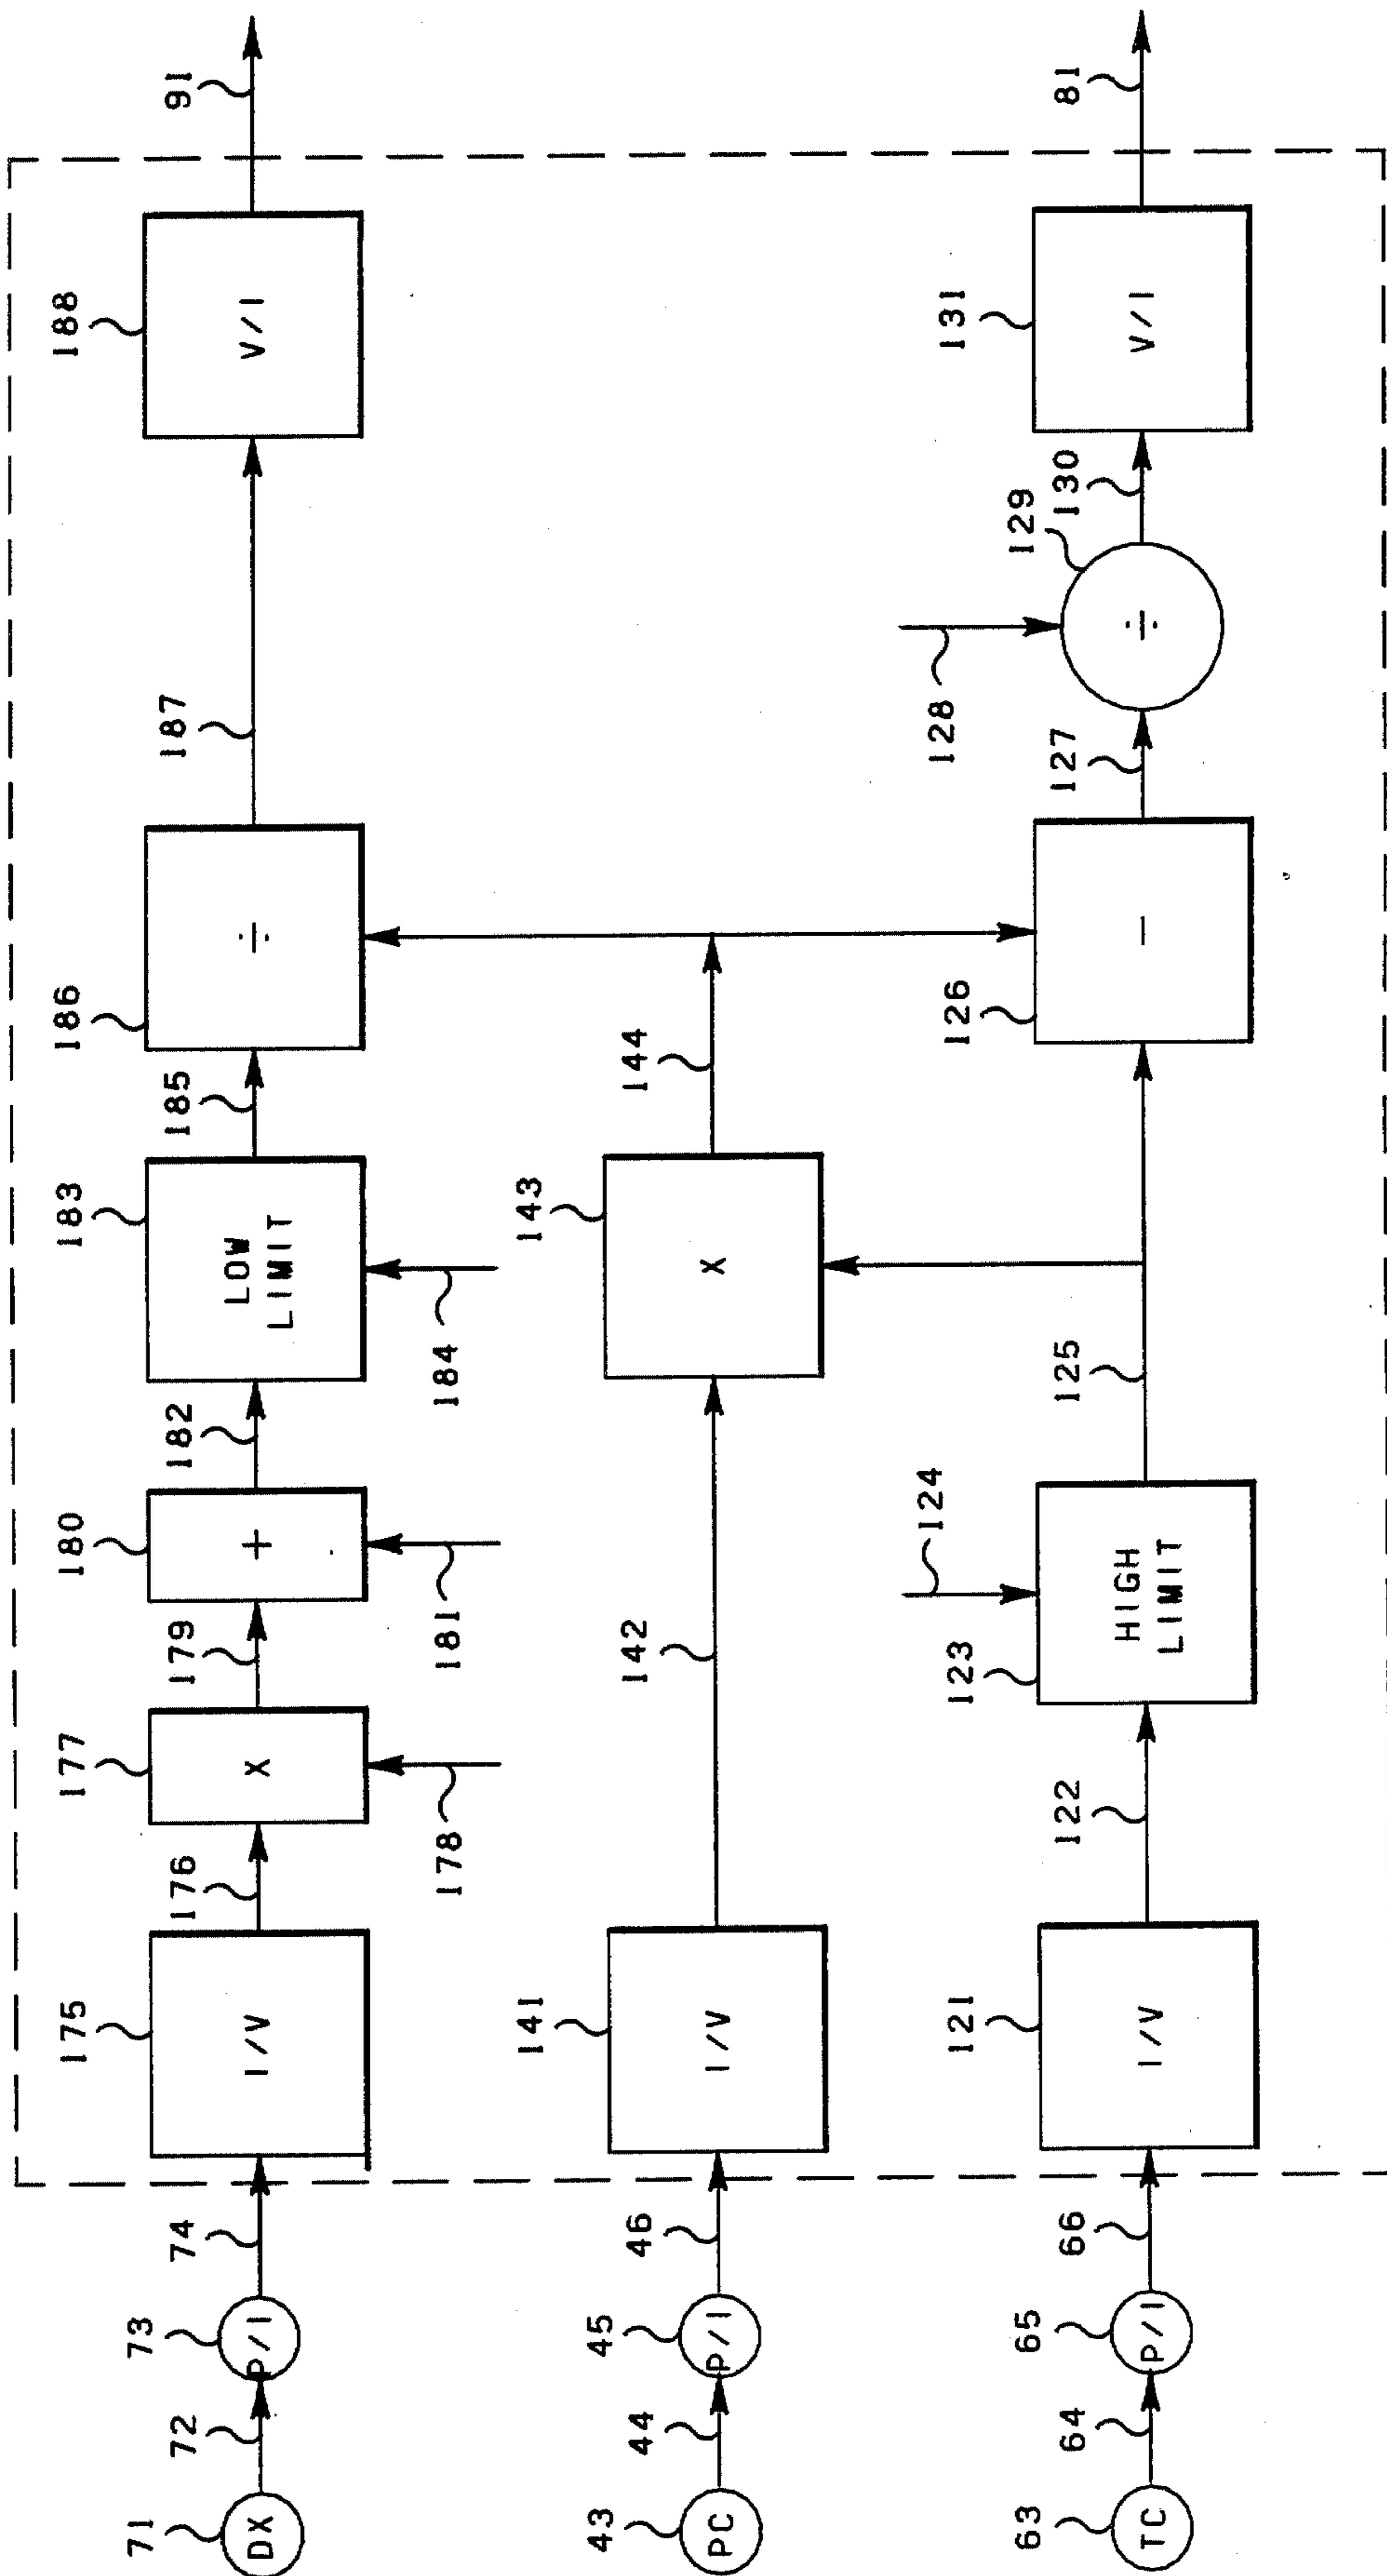 71
DX
72
73
P/I
74
175
I/V
176
177
X
178
179
180
+
181
182
183
LOW
LIMIT
184
185
186
÷
187
188
V/I
91
43
PC
44
45
P/I
46
141
I/V
142
143
X
144
63
TC
64
65
P/I
66
121
I/V
122
123
HIGH
LIMIT
124
125
126
-
127
128
129
÷
130
131
V/I
81